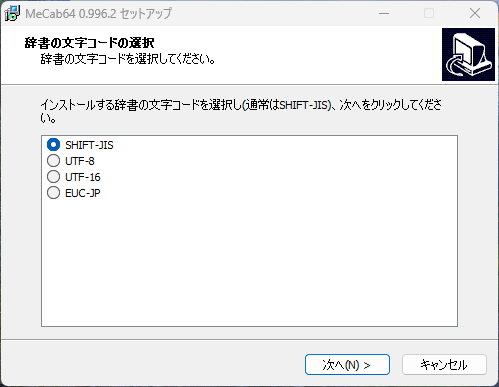 MeCab64 0.996.2 セットアップ
辞書の文字コードの選択
辞書の文字コードを選択してください。
インストールする辞書の文字コードを選択し(通常はSHIFT-JIS)、次へをクリックしてくださ
い。
SHIFT-JIS
UTF-8
UTF-16
EUC-JP
次へ(N) >
キャンセル